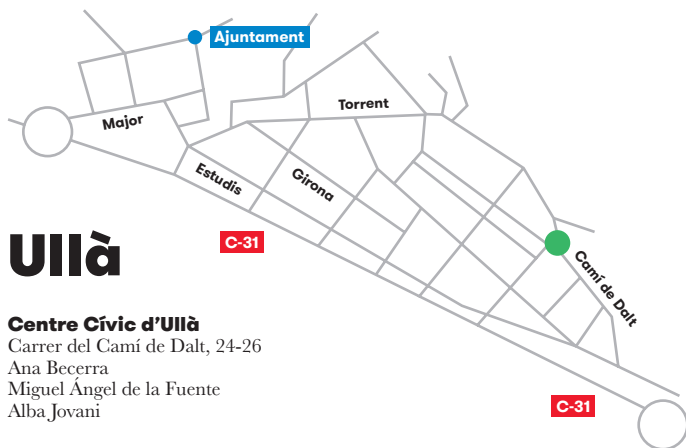 Ajuntament
Torrent
Major
Estudis
Girona
C-31
Camí de Dalt
Ullà
Centre Cívic d'Ullà
Carrer del Camí de Dalt, 24-26
Ana Becerra
Miguel Ángel de la Fuente
Alba Jovani
C-31